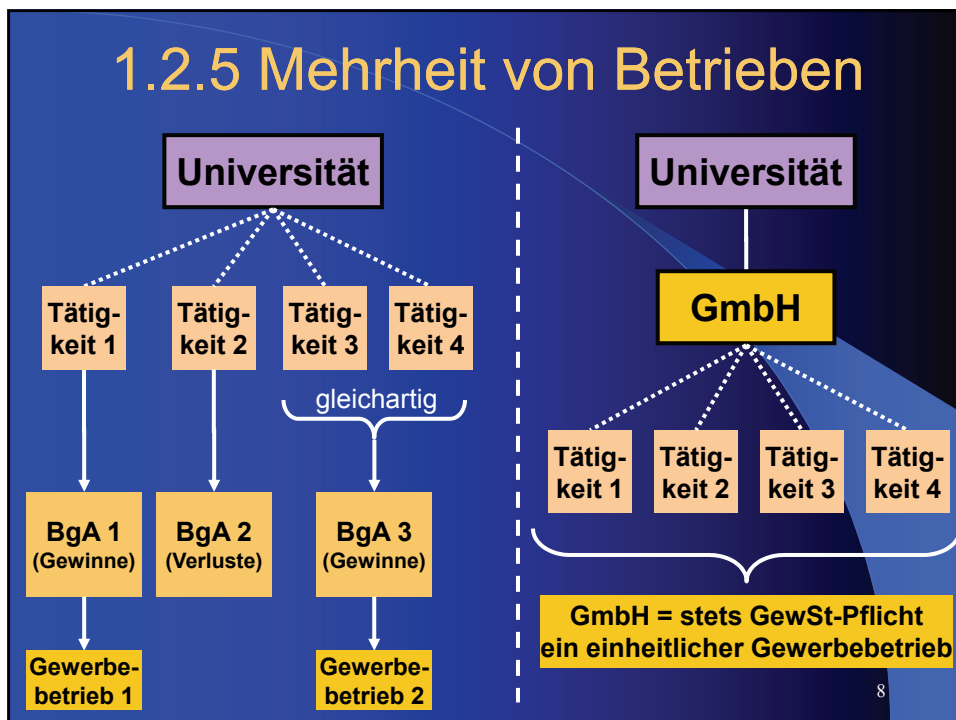 1.2.5 Mehrheit von Betrieben
Universität
Tätig-
keit 1
Tätig-
keit 2
Tätig-
keit 3
Tätig-
keit 4
gleichartig
BgA 1
(Gewinne)
BgA 2
(Verluste)
BgA 3
(Gewinne)
Gewerbe-
betrieb 1
Gewerbe-
betrieb 2
Universität
GmbH
Tätig-
keit 1
Tätig-
keit 2
Tätig-
keit 3
Tätig-
keit 4
GmbH = stets GewSt-Pflicht
ein einheitlicher Gewerbebetrieb
8